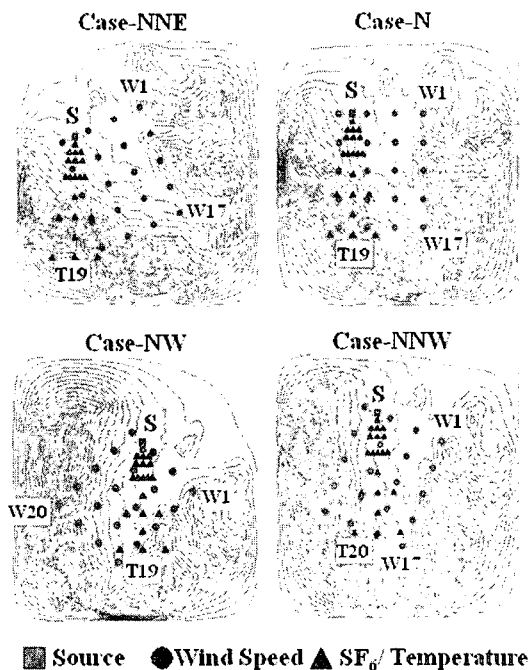 Case-NNE
Case-N
W1
S
W17
T19
W1
S
W17
T19
Case-NW
Case-NNW
S
W20
W1
T19
S
W1
T20
W17
Source Wind Speed SF6/ Temperature